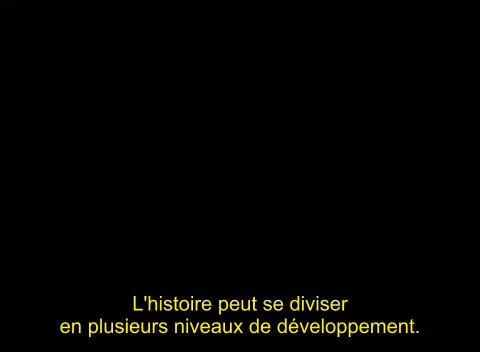 L'histoire peut se diviser
en plusieurs niveaux de développement.